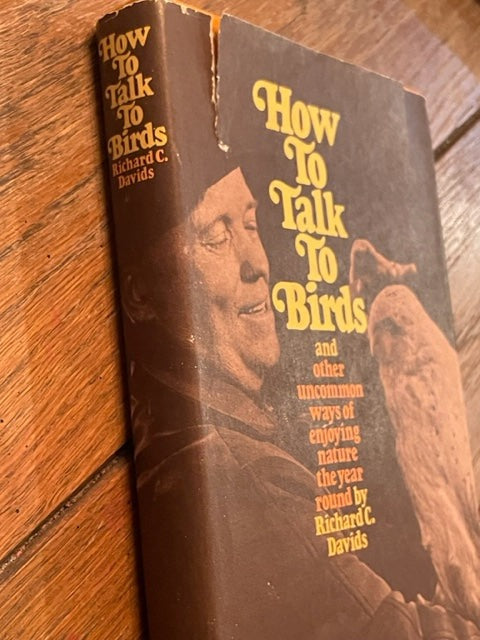 How
To
Talk
To
Birds
Richard C.
Davids
How
To
Talk
To
Birds
and
other
uncommon
ways of
enjoying
nature
the year
round by
Richard C.
Davids